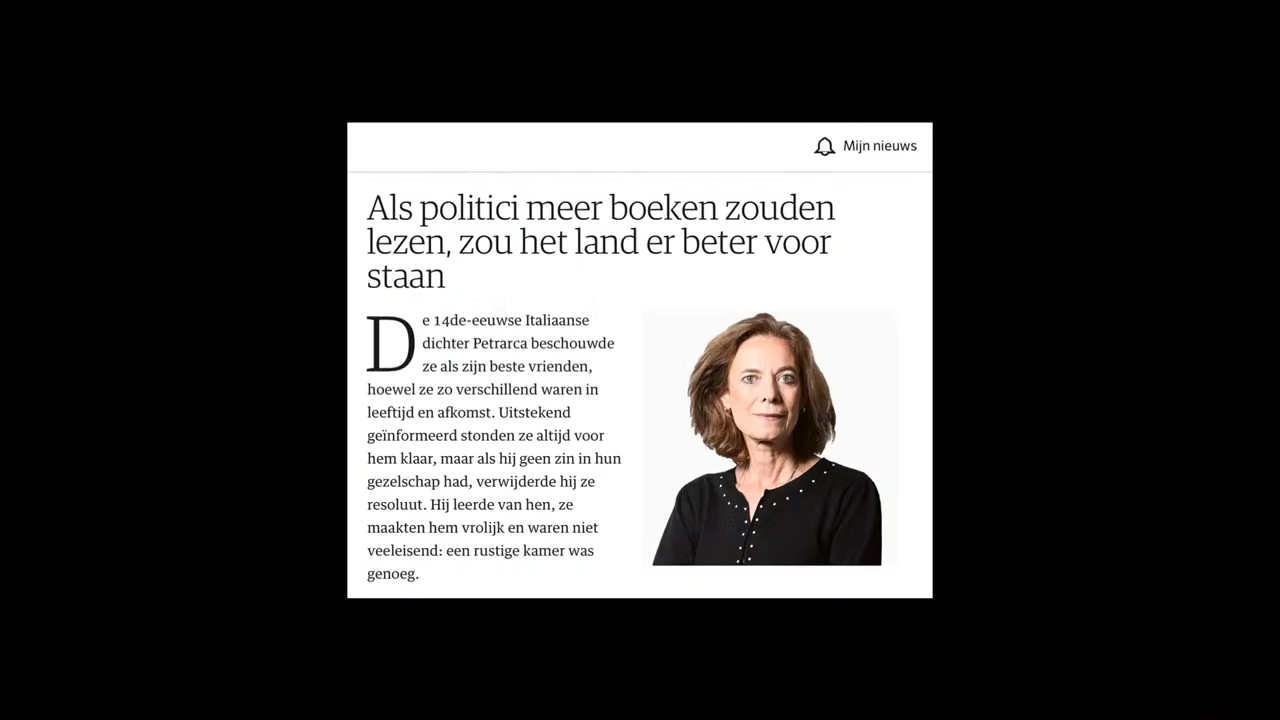 Mijn nieuws
Als politici meer boeken zouden
lezen, zou het land er beter voor
staan
De 14de-eeuwse Italiaanse
dichter Petrarca beschouwde
ze als zijn beste vrienden,
hoewel ze zo verschillend waren in
leeftijd en afkomst. Uitstekend
geïnformeerd stonden ze altijd voor
hem klaar, maar als hij geen zin in hun
gezelschap had, verwijderde hij ze
resoluut. Hij leerde van hen, ze
maakten hem vrolijk en waren niet
veeleisend: een rustige kamer was
genoeg.